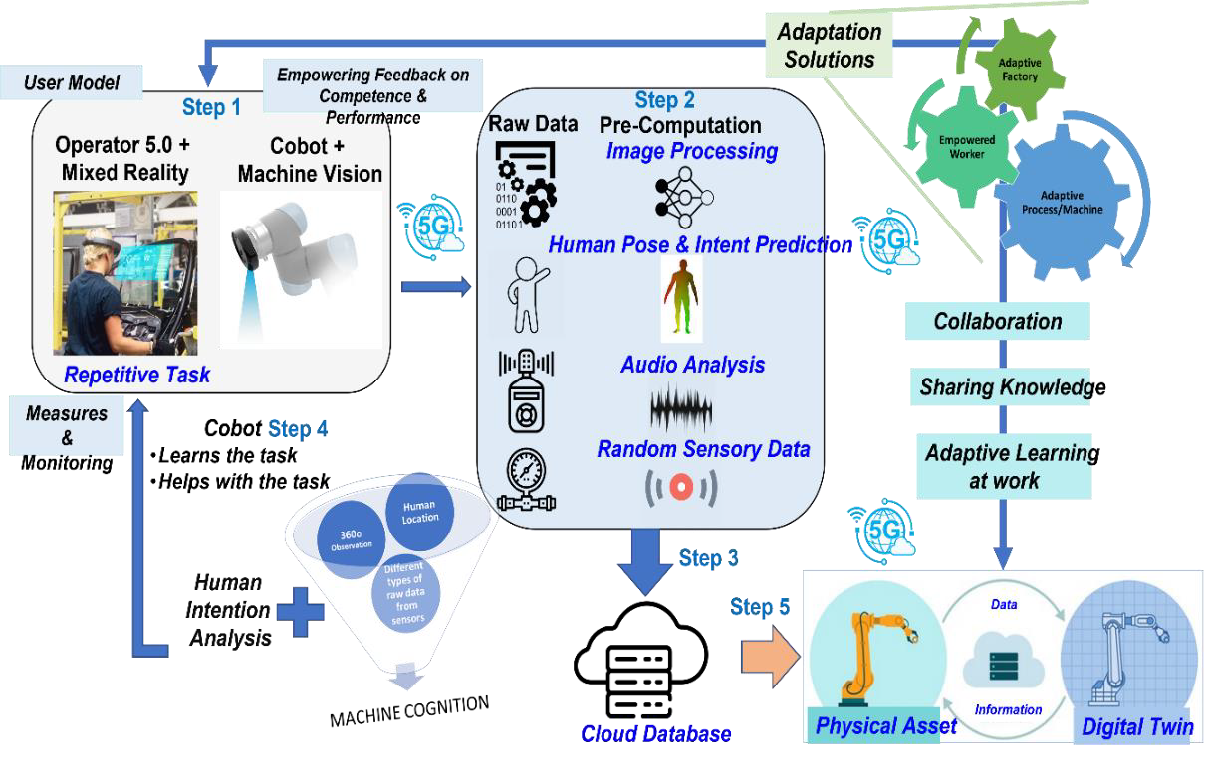 Adaptation
Solutions
Adaptive
Factory
Empowered
Worker
Adaptive
Process/Machine
User Model
Step 1
Empowering Feedback on
Competence &
Performance
Operator 5.0 +
Mixed Reality
Cobot +
Machine Vision
Repetitive Task
5G
Step 2
Raw Data
Pre-Computation
Image Processing
01
0110
0001
0110 1
Human Pose & Intent Prediction
Audio Analysis
Random Sensory Data
5G
Collaboration
Sharing Knowledge
Adaptive Learning
at work
5G
Measures
&
Monitoring
Cobot Step 4
•Learns the task
•Helps with the task
Human
Location
360o
Observation
Different
types of
raw data
from
sensors
Human
Intention
Analysis
MACHINE COGNITION
Step 3
Cloud Database
Step 5
Data
Information
Physical Asset
Digital Twin